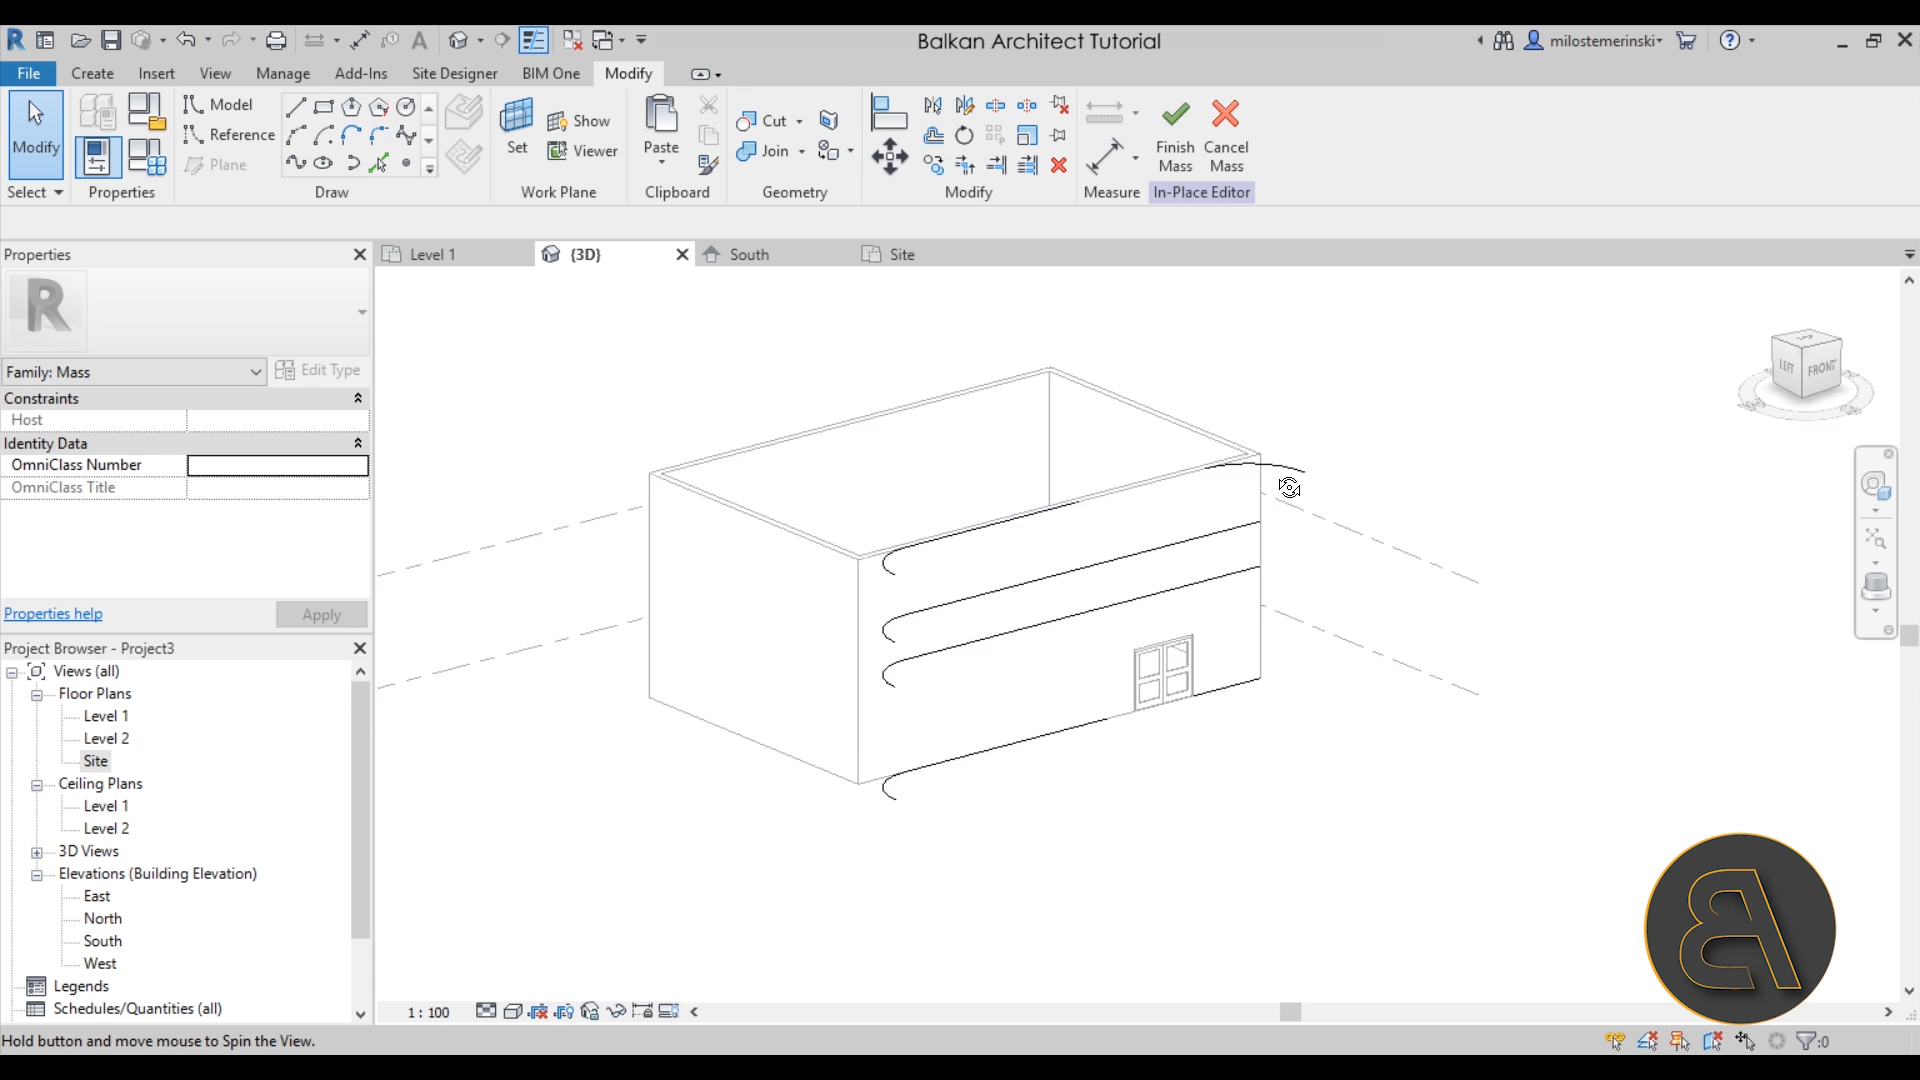 Balkan Architect Tutorial
milostemerinski
File Create Insert View Manage Add-Ins Site Designer BIM One Modify
Model
Reference
Plane
Show
Viewer
Set
Paste
Cut
Join
Modify
Finish Mass
Cancel Mass
Select Properties Draw Work Plane Clipboard Geometry Modify Measure In-Place Editor
Properties
Level 1 {3D} South Site
R
Family: Mass
Edit Type
Constraints
Host
Identity Data
OmniClass Number
OmniClass Title
LEFT FRONT
Properties help
Apply
Project Browser - Project3
Views (all)
Floor Plans
Level 1
Level 2
Site
Ceiling Plans
Level 1
Level 2
3D Views
Elevations (Building Elevation)
East
North
South
West
Legends
Schedules/Quantities (all)
1 : 100
Hold button and move mouse to Spin the View.
:0